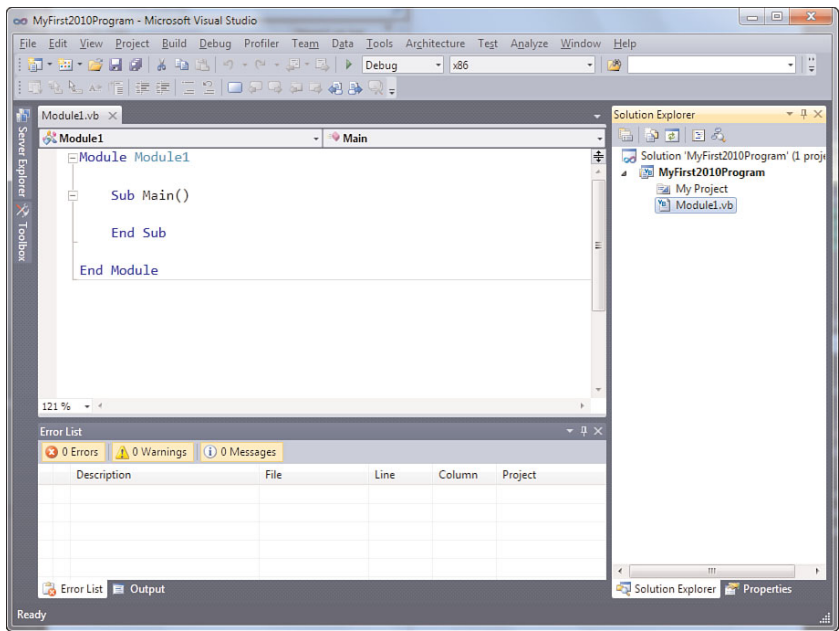 MyFirst2010Program - Microsoft Visual Studio
File Edit View Project Build Debug Profiler Team Data Tools Architecture Test Analyze Window Help
Debug x86
Server Explorer
Toolbox
Module1.vb
Module1 Main
Module Module1
Sub Main()
End Sub
End Module
121 %
Error List
0 Errors 0 Warnings 0 Messages
Description File Line Column Project
Error List Output
Solution Explorer
Solution 'MyFirst2010Program' (1 proje
MyFirst2010Program
My Project
Module1.vb
Solution Explorer Properties
Ready